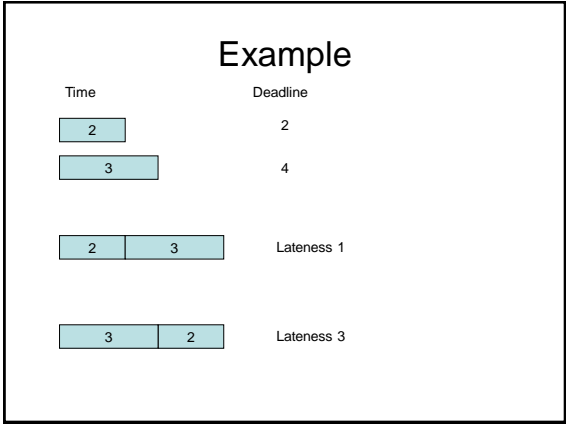 Example
Time Deadline
2 2
3 4
2 3 Lateness 1
3 2 Lateness 3